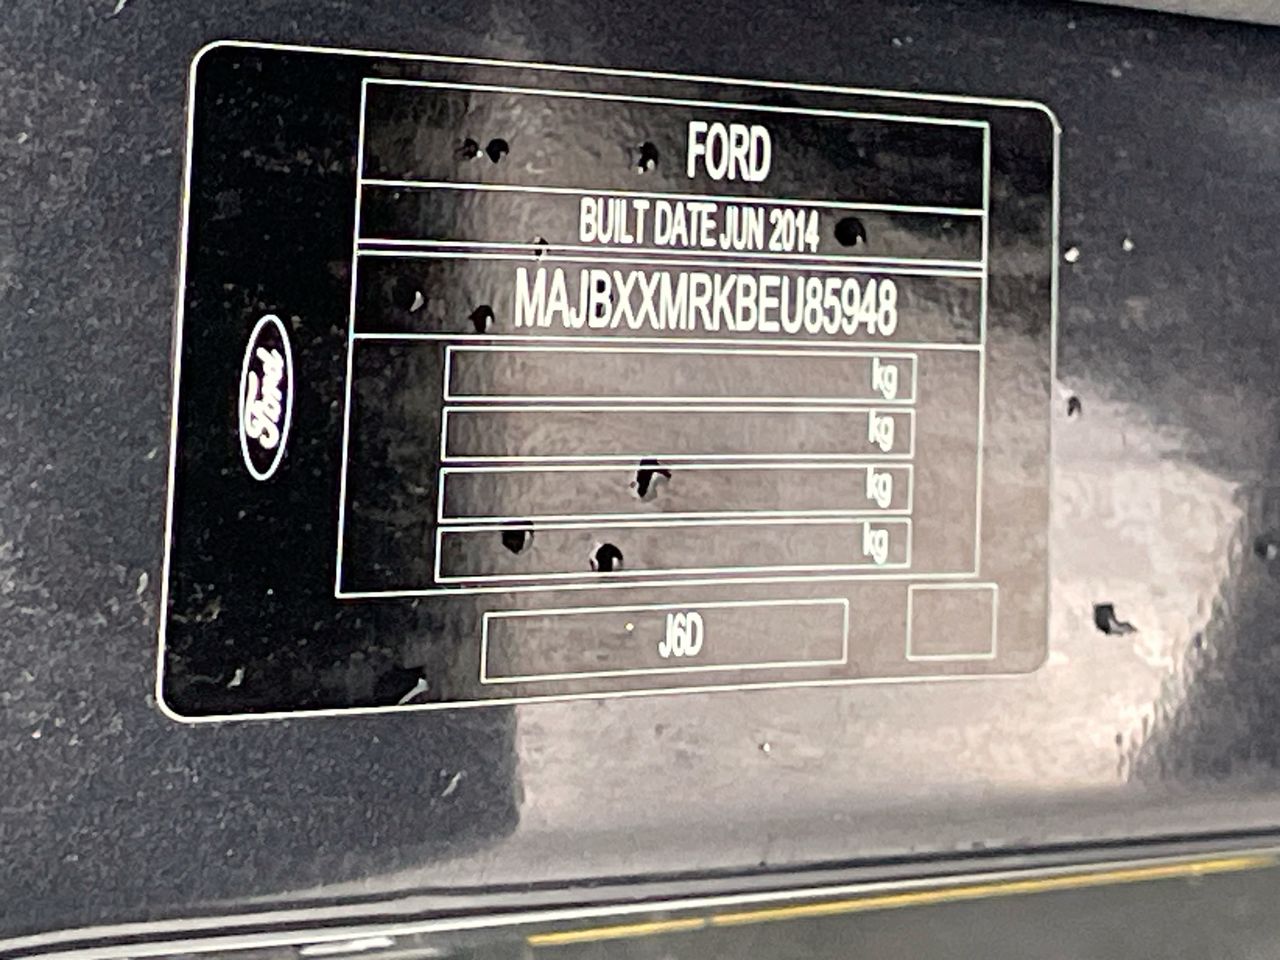 FORD
BUILT DATE JUN 2014
MAJBXXMRKBEU85948
Ford
kg
kg
kg
kg
J6D